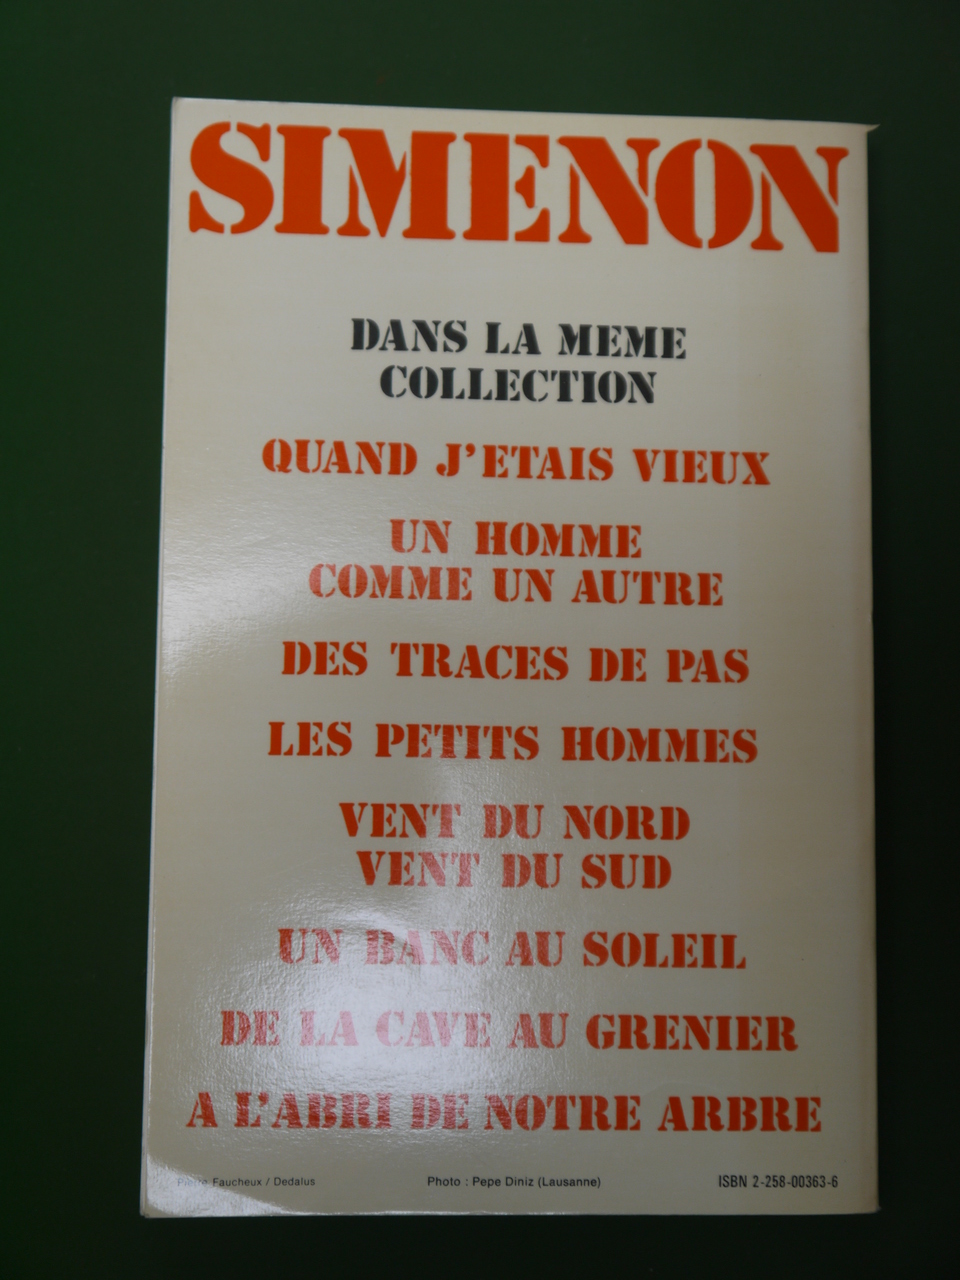 SIMENON
DANS LA MEME
COLLECTION
QUAND J'ETAIS VIEUX
UN HOMME
COMME UN AUTRE
DES TRACES DE PAS
LES PETITS HOMMES
VENT DU NORD
VENT DU SUD
UN BANC AU SOLEIL
DE LA CAVE AU GRENIER
A L'ABRI DE NOTRE ARBRE
Pierre Faucheux / Dedalus
Photo : Pepe Diniz (Lausanne)
ISBN 2-258-00363-6